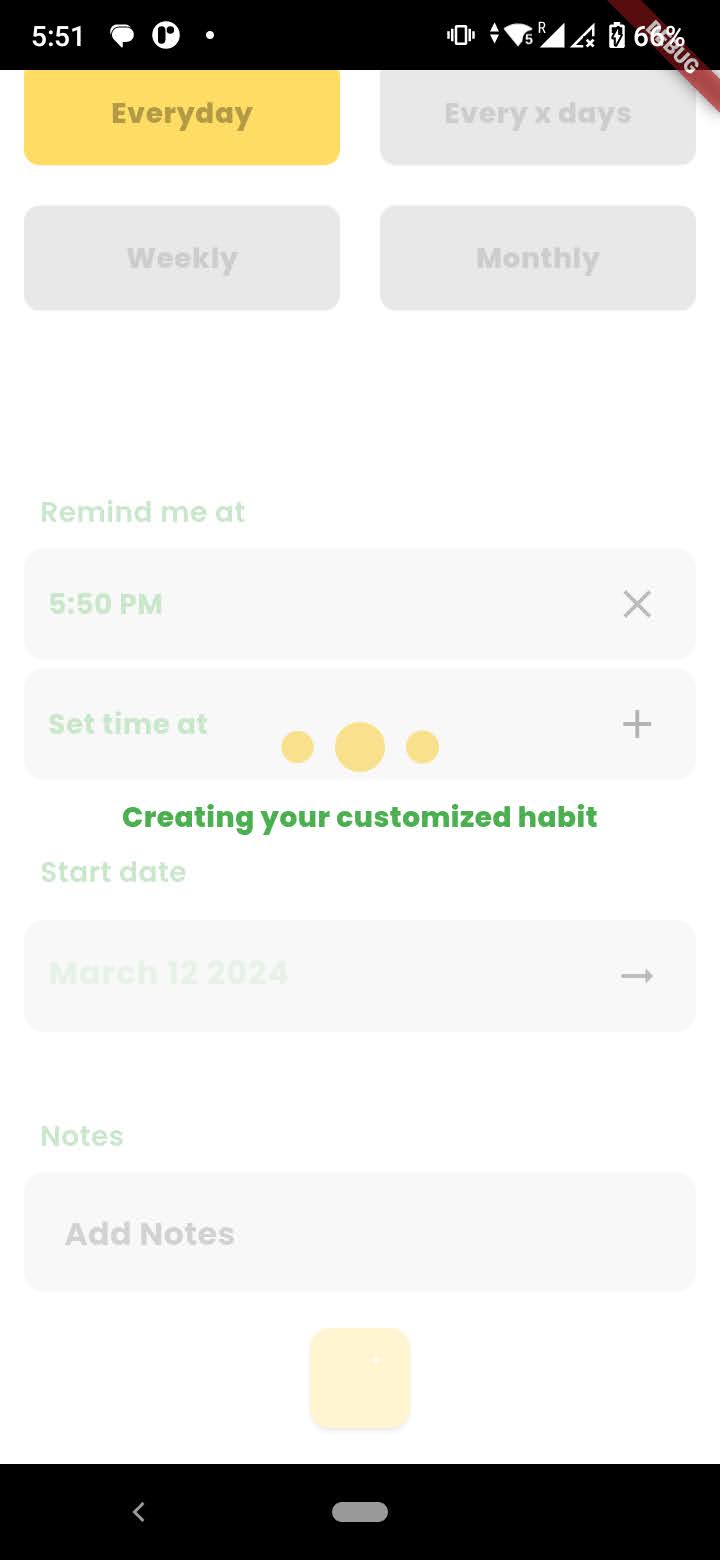 5:51
5
R
66%
DEBUG
Everyday
Every x days
Weekly
Monthly
Remind me at
5:50 PM
Set time at
Creating your customized habit
Start date
March 12 2024
Notes
Add Notes